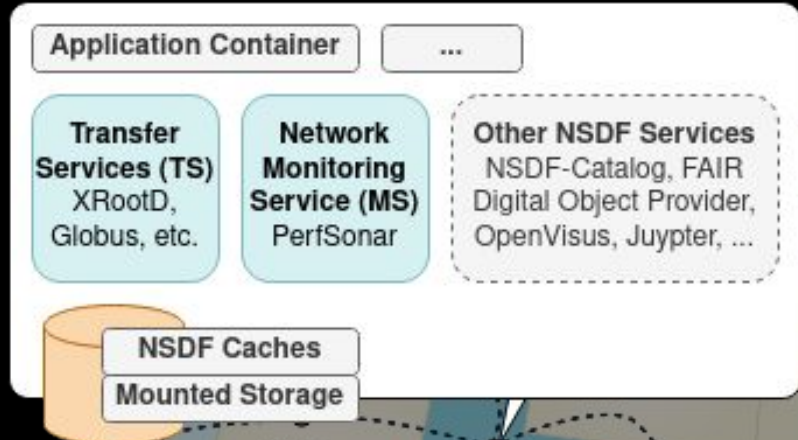 Application Container
...
Transfer
Services (TS)
XRootD,
Globus, etc.
Network
Monitoring
Service (MS)
PerfSonar
Other NSDF Services
NSDF-Catalog, FAIR
Digital Object Provider,
OpenVisus, Juypter, ...
NSDF Caches
Mounted Storage